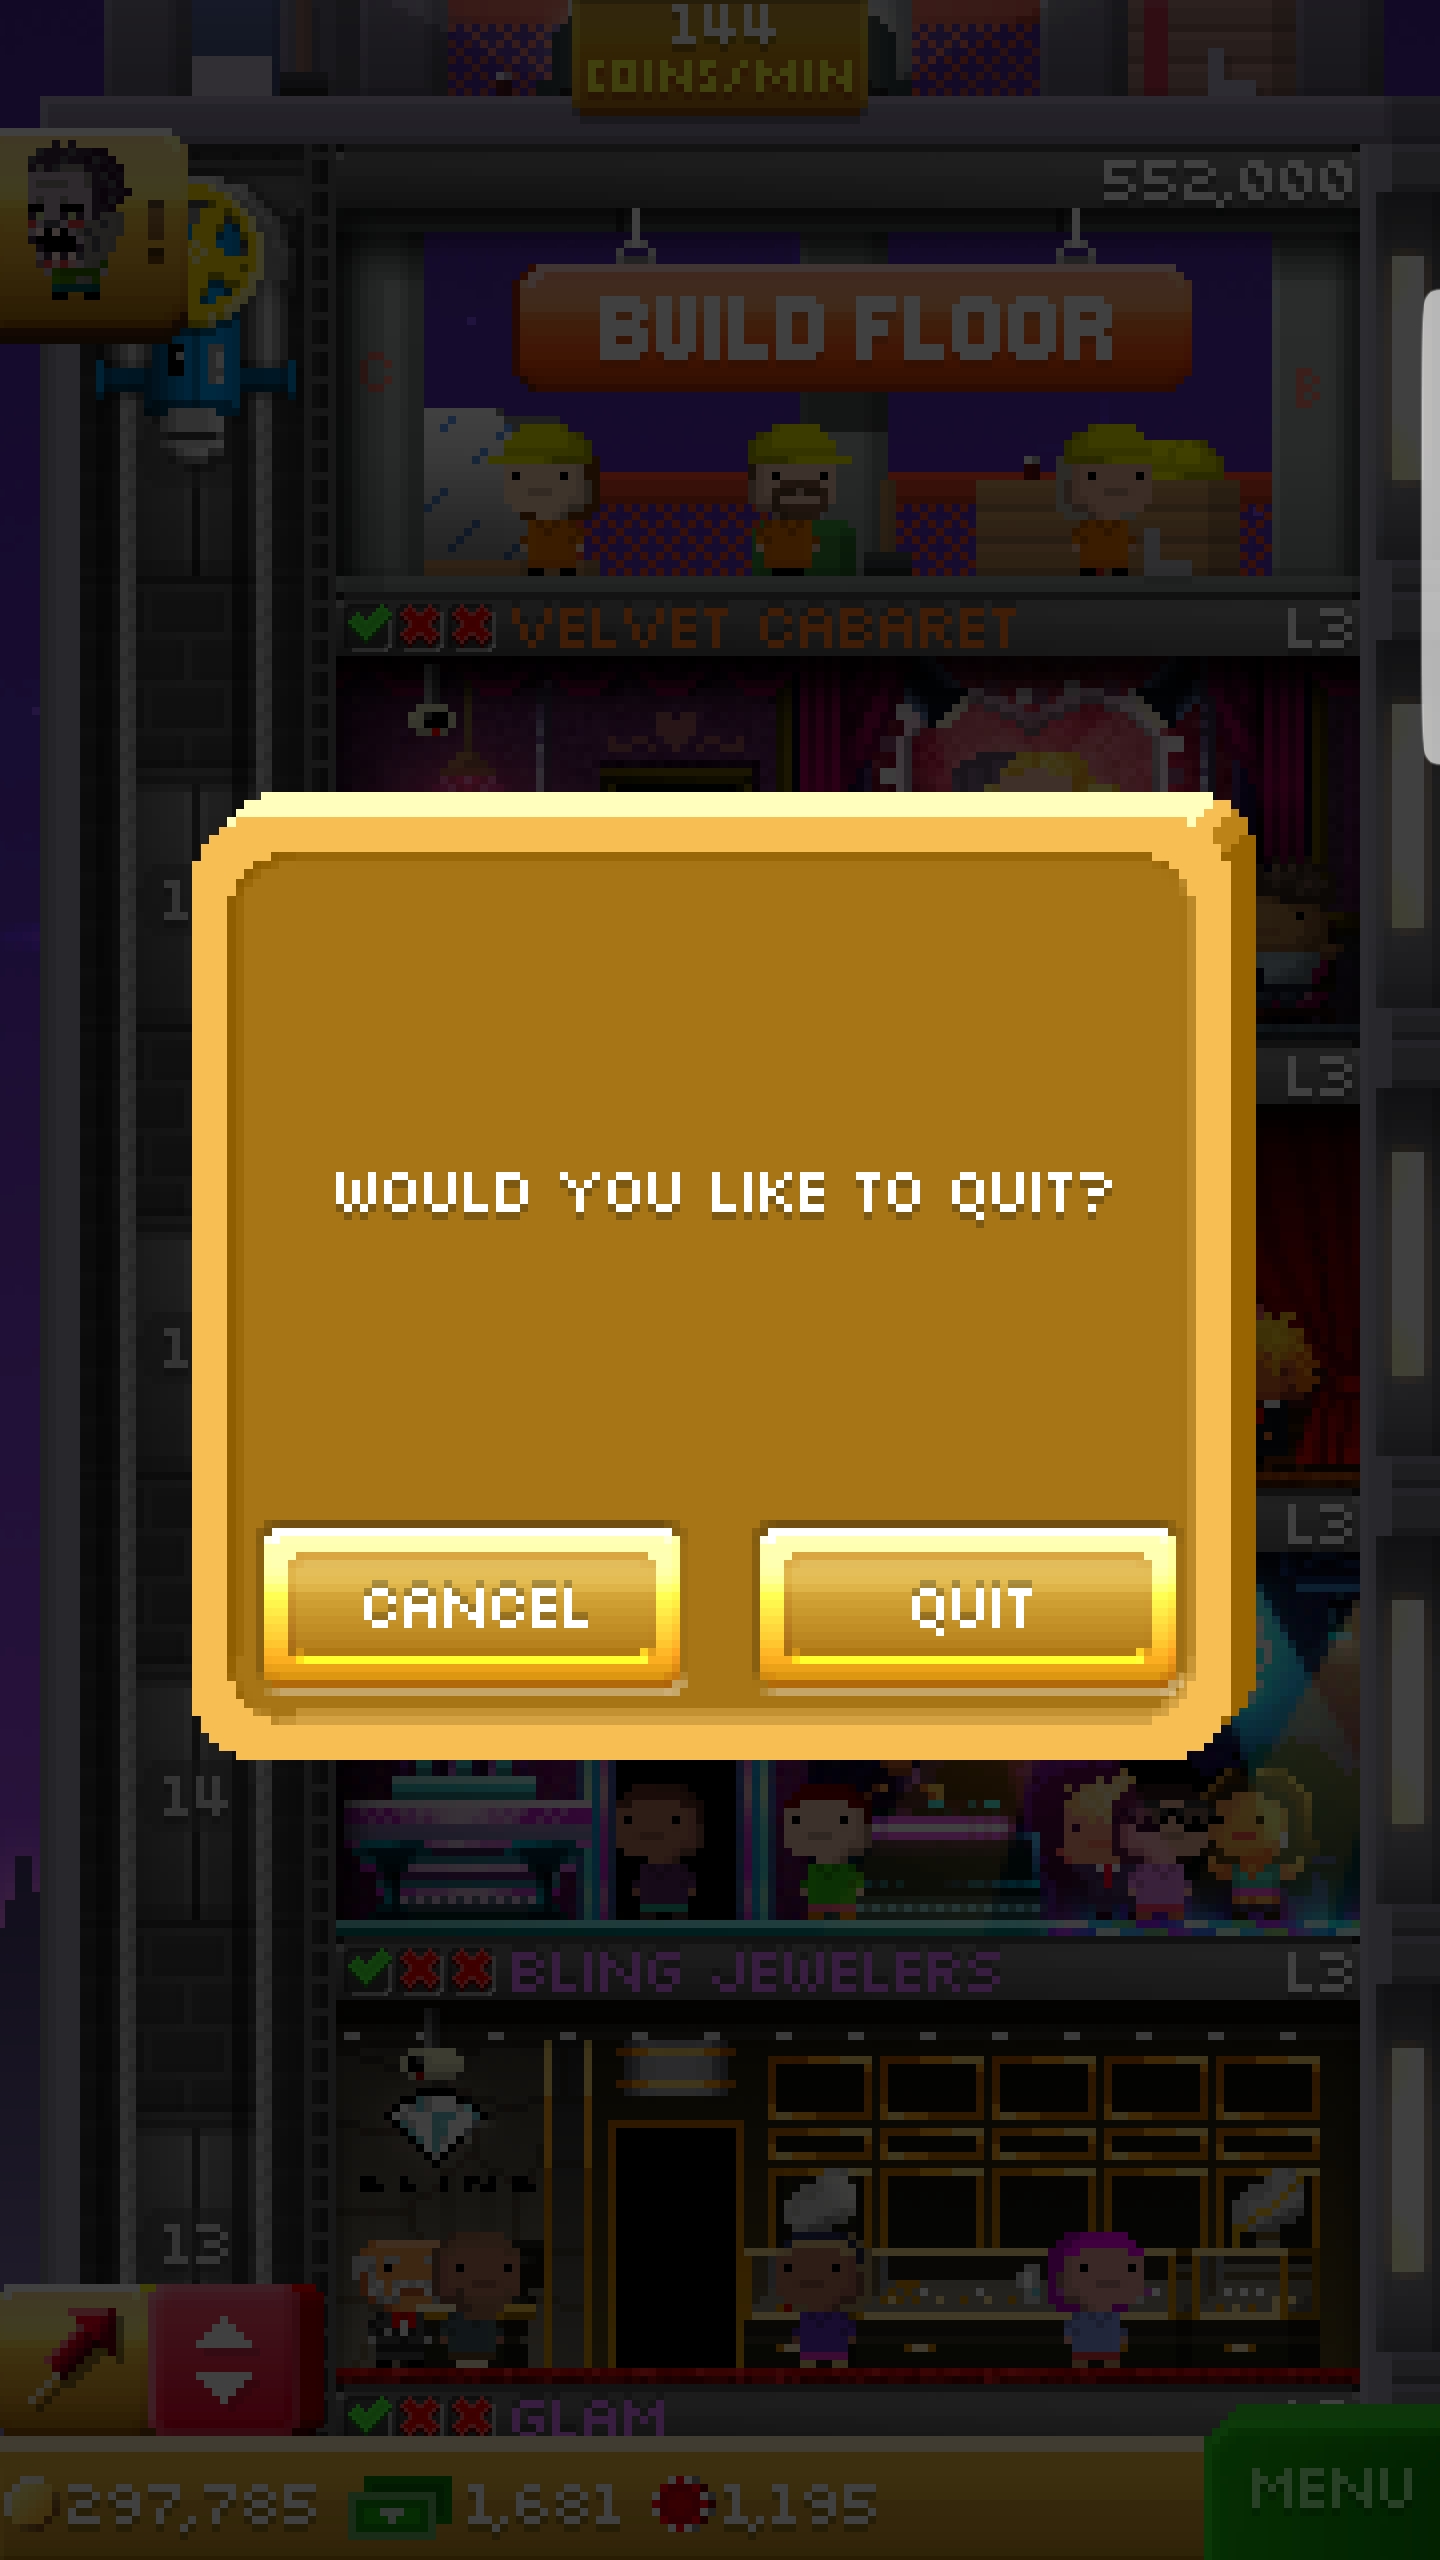 144
COINS/MIN
552,000
BUILD FLOOR
C
B
VELVET CABARET
L3
L3
WOULD YOU LIKE TO QUIT?
L3
CANCEL
QUIT
14
BLING JEWELERS
L3
BLING
13
GLAM
297,785
1,681
1,195
MENU